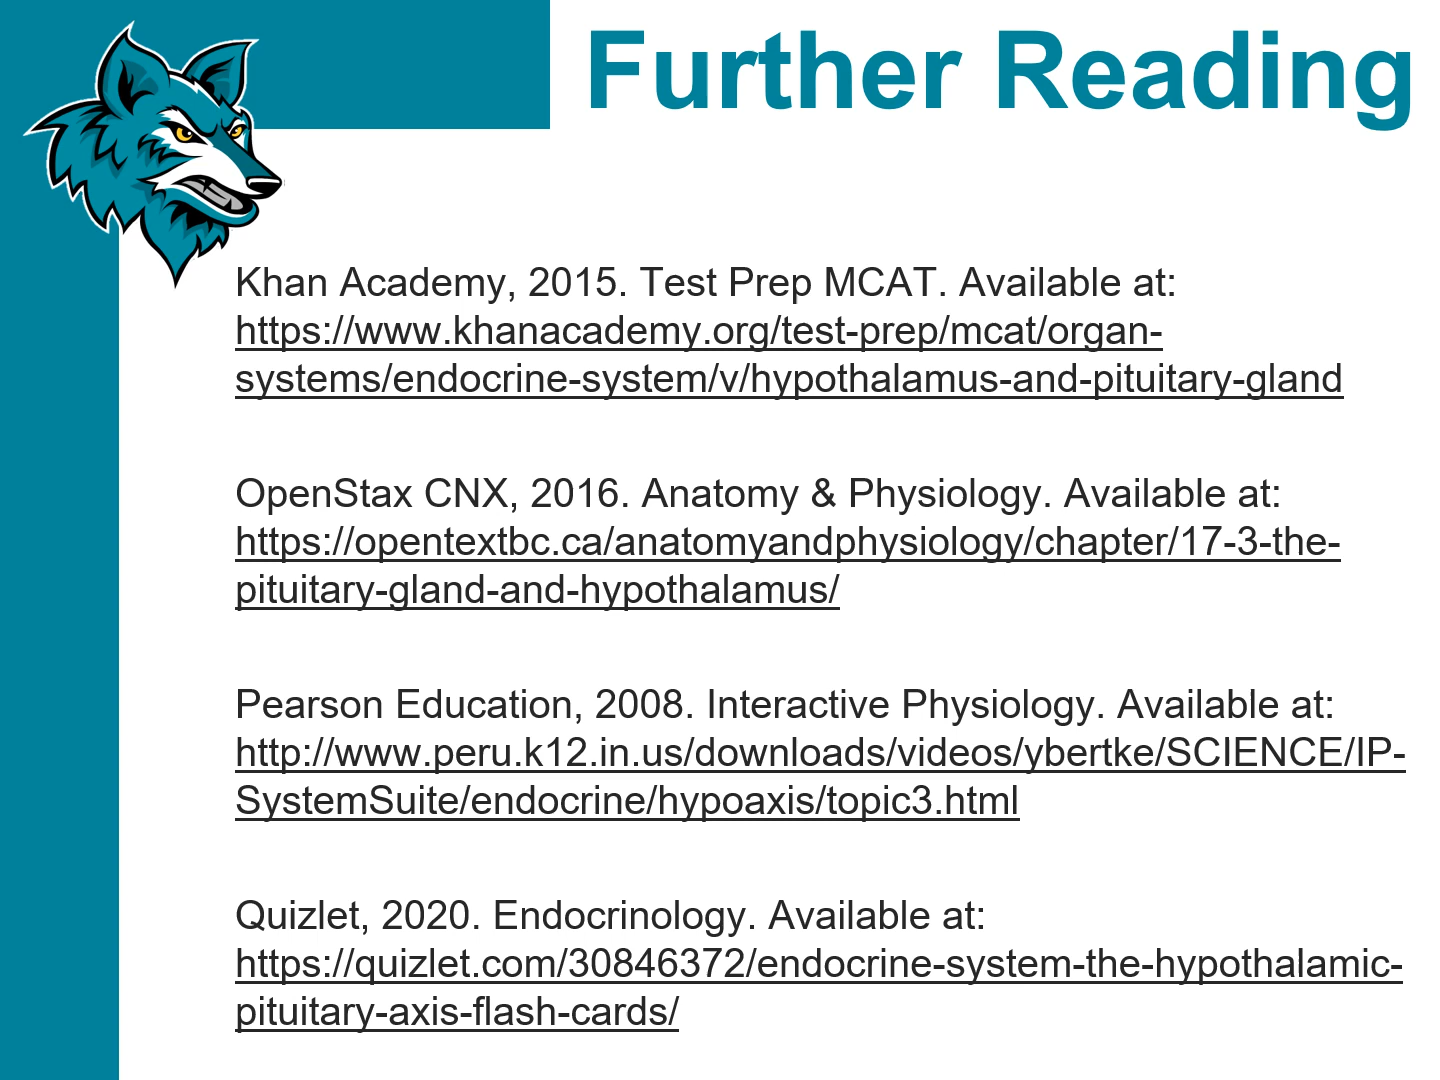 Further Reading
Khan Academy, 2015. Test Prep MCAT. Available at:
https://www.khanacademy.org/test-prep/mcat/organ-
systems/endocrine-system/v/hypothalamus-and-pituitary-gland
OpenStax CNX, 2016. Anatomy & Physiology. Available at:
https://opentextbc.ca/anatomyandphysiology/chapter/17-3-the-
pituitary-gland-and-hypothalamus/
Pearson Education, 2008. Interactive Physiology. Available at:
http://www.peru.k12.in.us/downloads/videos/ybertke/SCIENCE/IP-
SystemSuite/endocrine/hypoaxis/topic3.html
Quizlet, 2020. Endocrinology. Available at:
https://quizlet.com/30846372/endocrine-system-the-hypothalamic-
pituitary-axis-flash-cards/